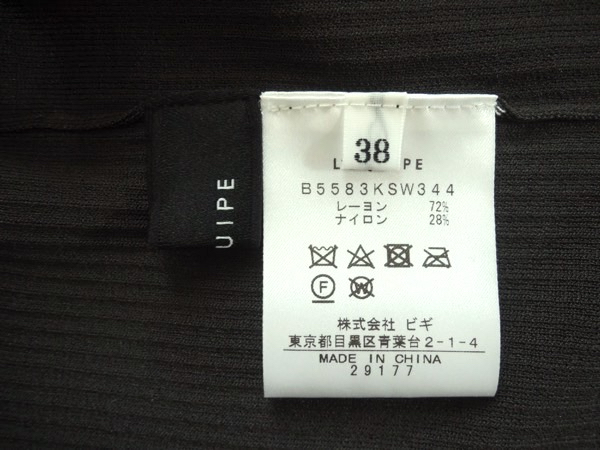 UIPE
38
B5583KSW344
レーヨン 72%
ナイロン 28%
F W
株式会社 ビギ
東京都目黒区青葉台2-1-4
MADE IN CHINA
29177